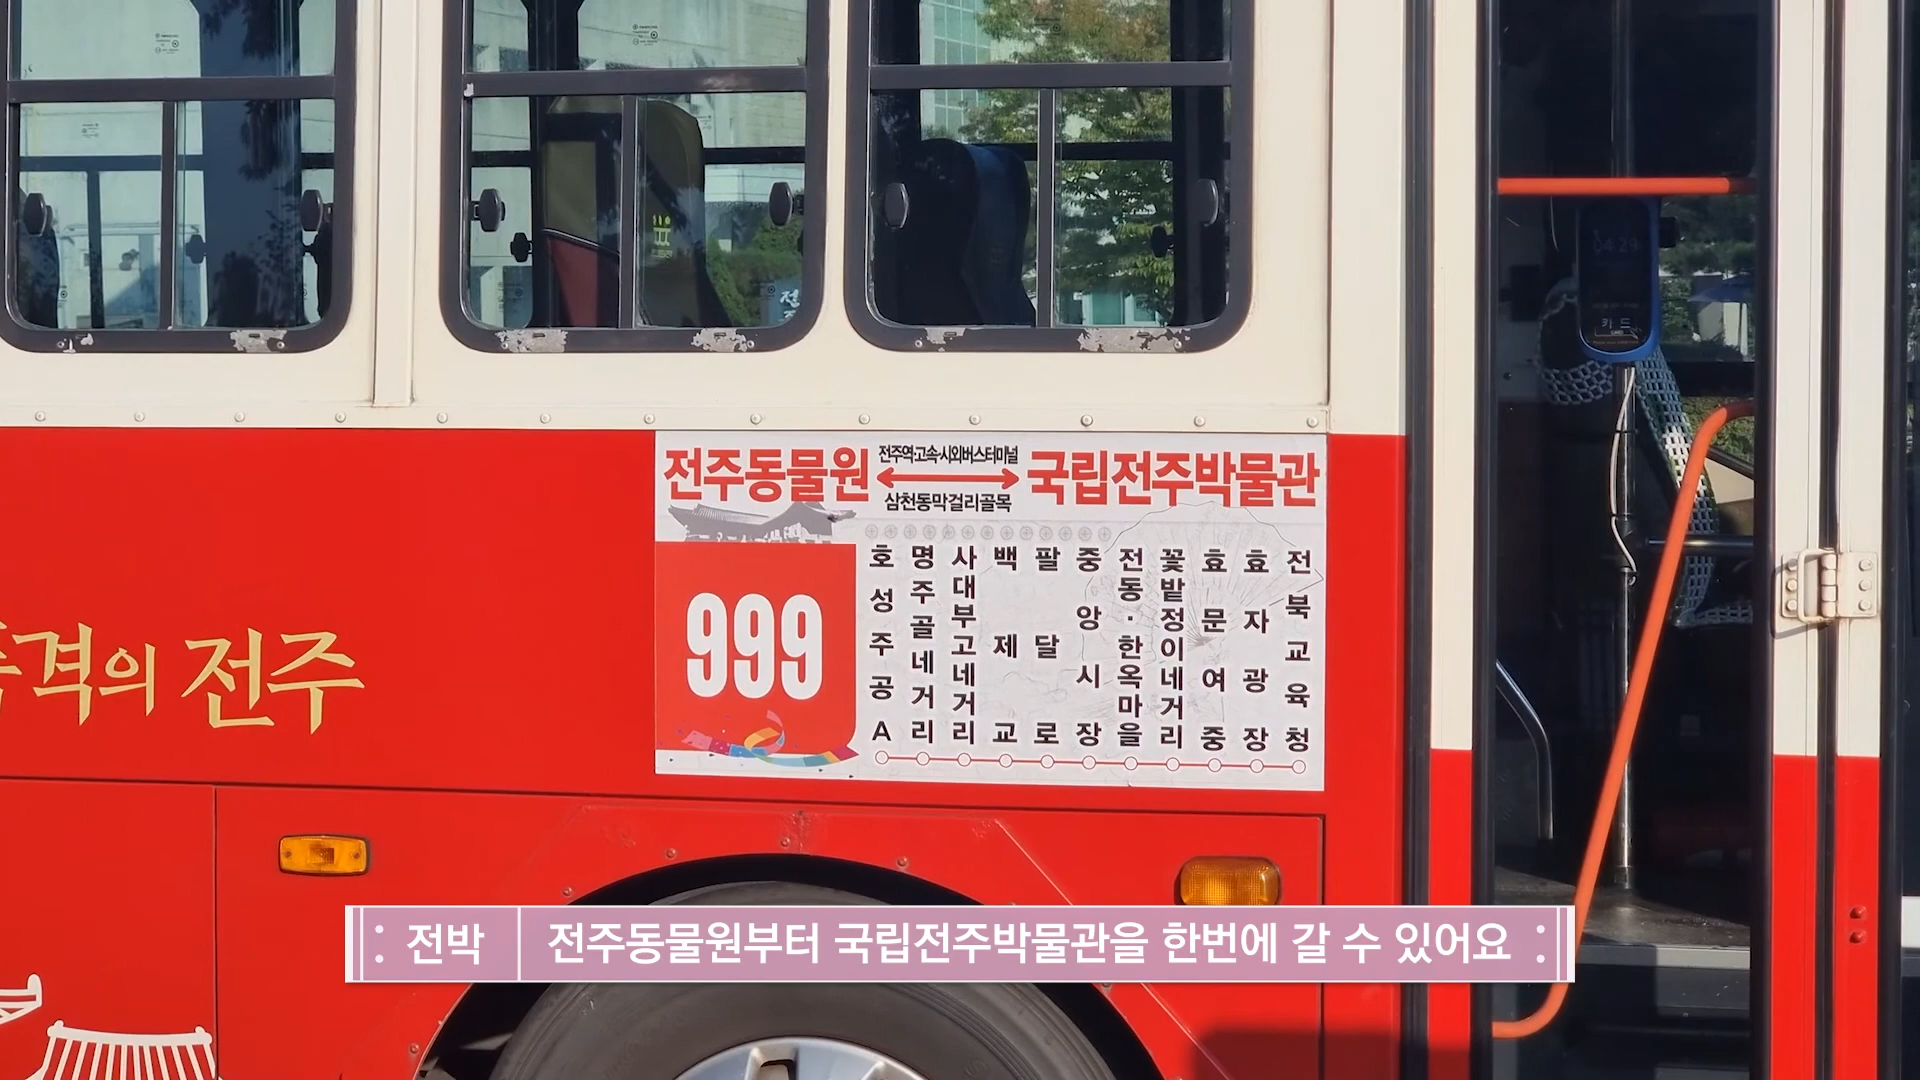 전주동물원
전주역·고속·시외버스터미널
삼천동막걸리골목
국립전주박물관
999
호성주공A
명주골네거리
사대부고네거리
백제교
팔달로
중앙시장
전동·한옥마을
꽃밭정이네거리
효문여중
효자광장
전북교육청
품격의 전주
카드
전박 전주동물원부터 국립전주박물관을 한번에 갈 수 있어요